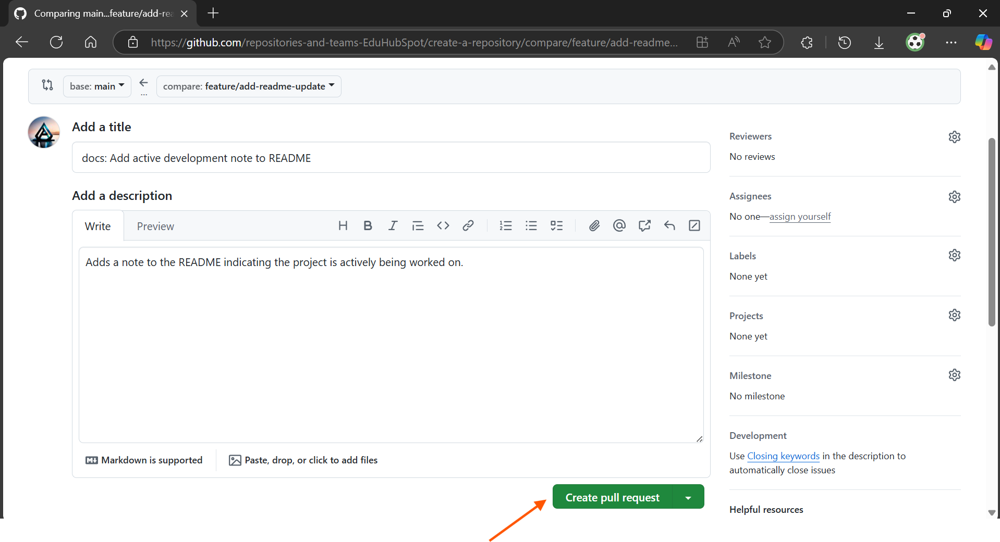 Comparing main...feature/add-rea
https://github.com/repositories-and-teams-EduHubSpot/create-a-repository/compare/feature/add-readme...
base: main
compare: feature/add-readme-update
...
Add a title
docs: Add active development note to README
Add a description
Write
Preview
Adds a note to the README indicating the project is actively being worked on.
Markdown is supported
Paste, drop, or click to add files
Create pull request
Reviewers
No reviews
Assignees
No one—assign yourself
Labels
None yet
Projects
None yet
Milestone
No milestone
Development
Use Closing keywords in the description to
automatically close issues
Helpful resources